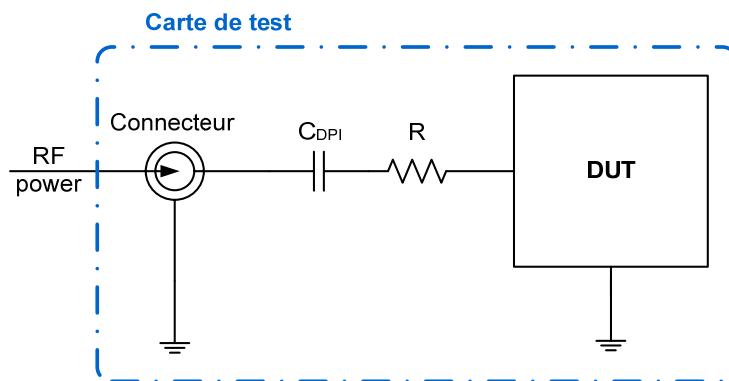 Carte de test
Connecteur
CDPI
R
RF
power
DUT